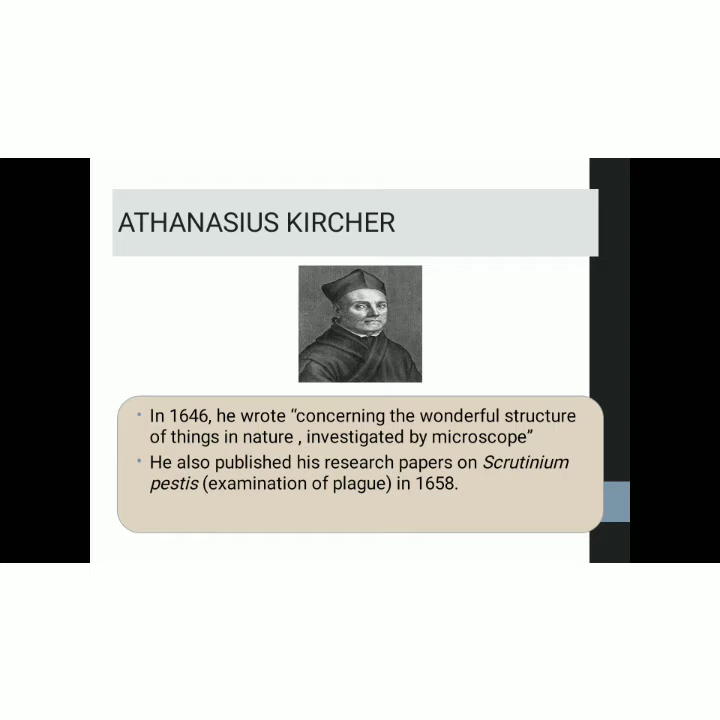 ATHANASIUS KIRCHER
• In 1646, he wrote “concerning the wonderful structure
of things in nature , investigated by microscope”
• He also published his research papers on Scrutinium
pestis (examination of plague) in 1658.